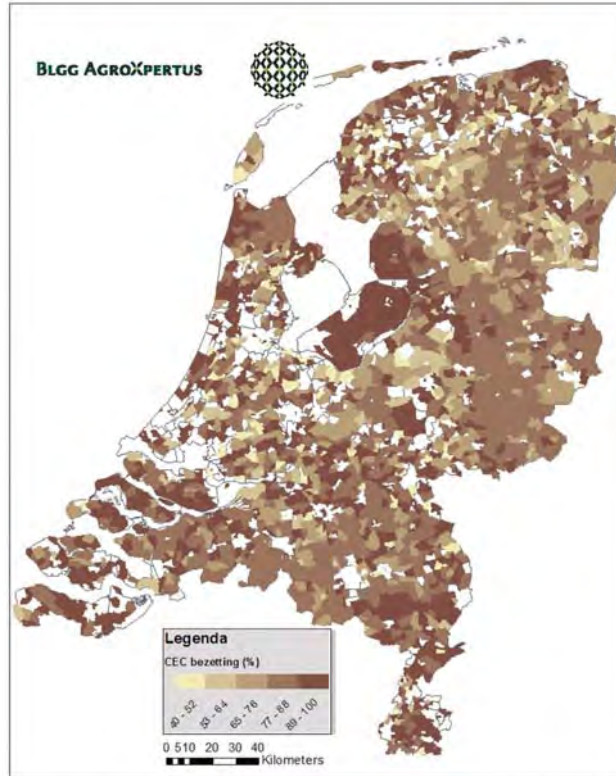 BLGG AGROXPERTUS
Legenda
CEC bezetting (%)
40 - 52
53 - 64
65 - 76
77 - 88
89 - 100
0 5 10 20 30 40
Kilometers